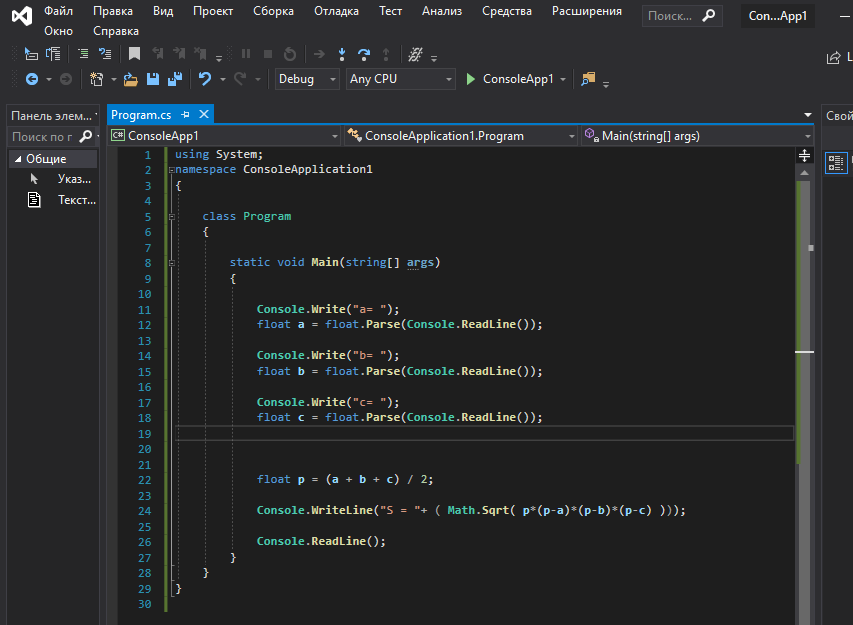 Файл Правка Вид Проект Сборка Отладка Тест Анализ Средства Расширения Поиск... Con...App1
Окно Справка
Debug Any CPU ConsoleApp1
Панель элем... Program.cs Свой
Поиск по г C# ConsoleApp1 ConsoleApplication1.Program Main(string[] args)
Общие
Указ...
Текст...
1 using System;
2 namespace ConsoleApplication1
3 {
4
5 class Program
6 {
7
8 static void Main(string[] args)
9 {
10
11 Console.Write("a= ");
12 float a = float.Parse(Console.ReadLine());
13
14 Console.Write("b= ");
15 float b = float.Parse(Console.ReadLine());
16
17 Console.Write("c= ");
18 float c = float.Parse(Console.ReadLine());
19
20
21
22 float p = (a + b + c) / 2;
23
24 Console.WriteLine("S = "+ ( Math.Sqrt( p*(p-a)*(p-b)*(p-c) )));
25
26 Console.ReadLine();
27 }
28 }
29 }
30